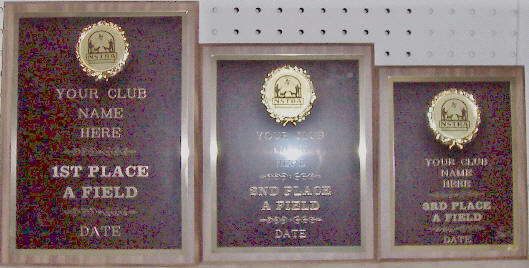 YOUR CLUB
NAME
HERE
1ST PLACE
A FIELD
DATE
NSTRA
YOUR CLUB
HERE
2ND PLACE
A FIELD
DATE
NSTRA
YOUR CLUB
NAME
HERE
3RD PLACE
A FIELD
DATE